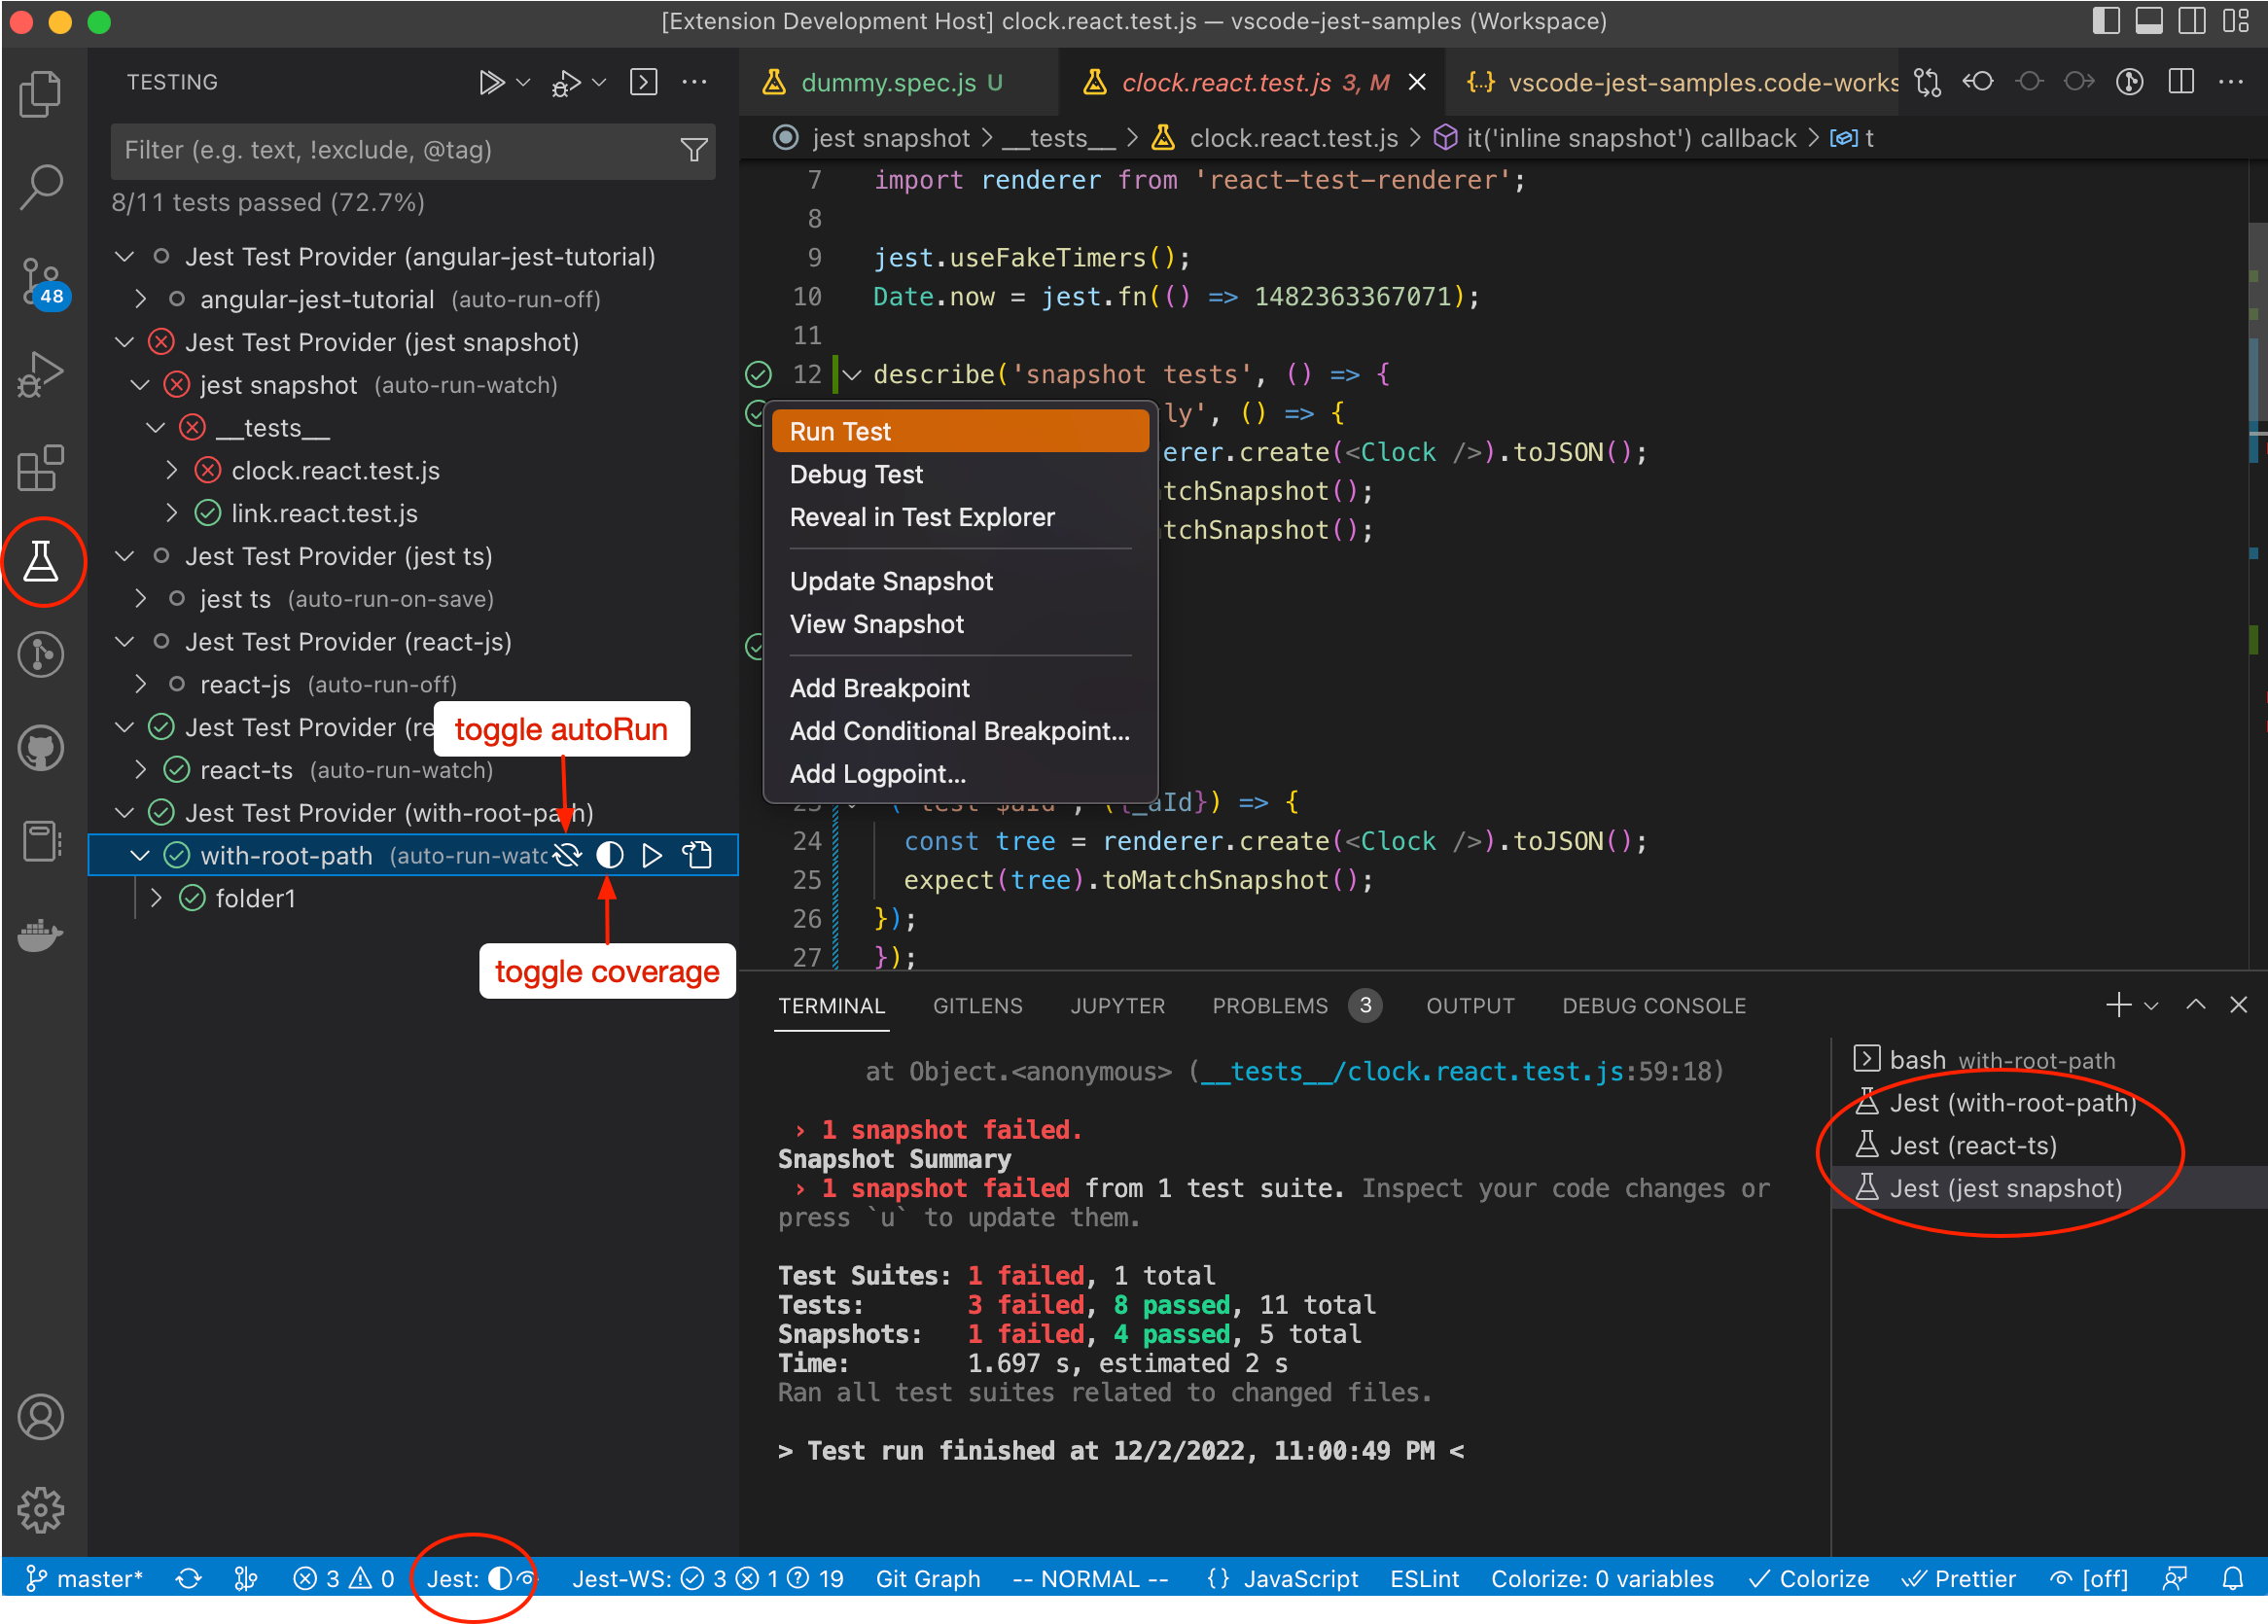 [Extension Development Host] clock.react.test.js — vscode-jest-samples (Workspace)
TESTING
Filter (e.g. text, !exclude, @tag)
8/11 tests passed (72.7%)
Jest Test Provider (angular-jest-tutorial)
angular-jest-tutorial (auto-run-off)
Jest Test Provider (jest snapshot)
jest snapshot (auto-run-watch)
__tests__
clock.react.test.js
link.react.test.js
Jest Test Provider (jest ts)
jest ts (auto-run-on-save)
Jest Test Provider (react-js)
react-js (auto-run-off)
Jest Test Provider (re
react-ts (auto-run-watch)
Jest Test Provider (with-root-path)
with-root-path (auto-run-watc
folder1
48
toggle autoRun
toggle coverage
dummy.spec.js U
clock.react.test.js 3, M
vscode-jest-samples.code-works
jest snapshot > __tests__ > clock.react.test.js > it('inline snapshot') callback > t
7 import renderer from 'react-test-renderer';
8
9 jest.useFakeTimers();
10 Date.now = jest.fn(() => 1482363367071);
11
12 describe('snapshot tests', () => {
ly', () => {
erer.create(<Clock />).toJSON();
tchSnapshot();
tchSnapshot();
Run Test
Debug Test
Reveal in Test Explorer
Update Snapshot
View Snapshot
Add Breakpoint
Add Conditional Breakpoint...
Add Logpoint...
aId}) => {
24 const tree = renderer.create(<Clock />).toJSON();
25 expect(tree).toMatchSnapshot();
26 });
27 });
TERMINAL GITLENS JUPYTER PROBLEMS 3 OUTPUT DEBUG CONSOLE
at Object.<anonymous> (__tests__/clock.react.test.js:59:18)
› 1 snapshot failed.
Snapshot Summary
› 1 snapshot failed from 1 test suite. Inspect your code changes or
press `u` to update them.
Test Suites: 1 failed, 1 total
Tests: 3 failed, 8 passed, 11 total
Snapshots: 1 failed, 4 passed, 5 total
Time: 1.697 s, estimated 2 s
Ran all test suites related to changed files.
> Test run finished at 12/2/2022, 11:00:49 PM <
bash with-root-path
Jest (with-root-path)
Jest (react-ts)
Jest (jest snapshot)
master* 3 0 Jest: Jest-WS: 3 1 19 Git Graph -- NORMAL -- {} JavaScript ESLint Colorize: 0 variables Colorize Prettier [off]